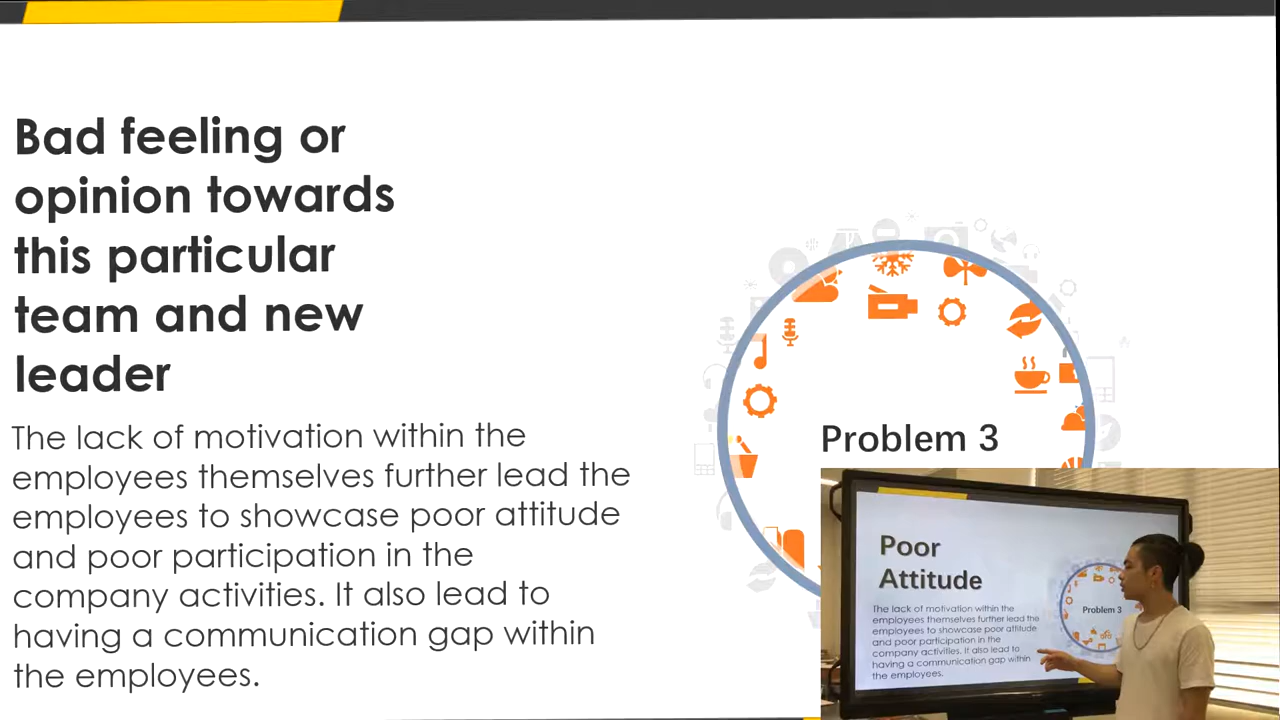 Bad feeling or
opinion towards
this particular
team and new
leader
The lack of motivation within the
employees themselves further lead the
employees to showcase poor attitude
and poor participation in the
company activities. It also lead to
having a communication gap within
the employees.
Problem 3
Poor
Attitude
The lack of motivation within the
employees themselves further lead the
employees to showcase poor attitude
and poor participation in the
company activities. It also lead to
having a communication gap within
the employees.
Problem 3